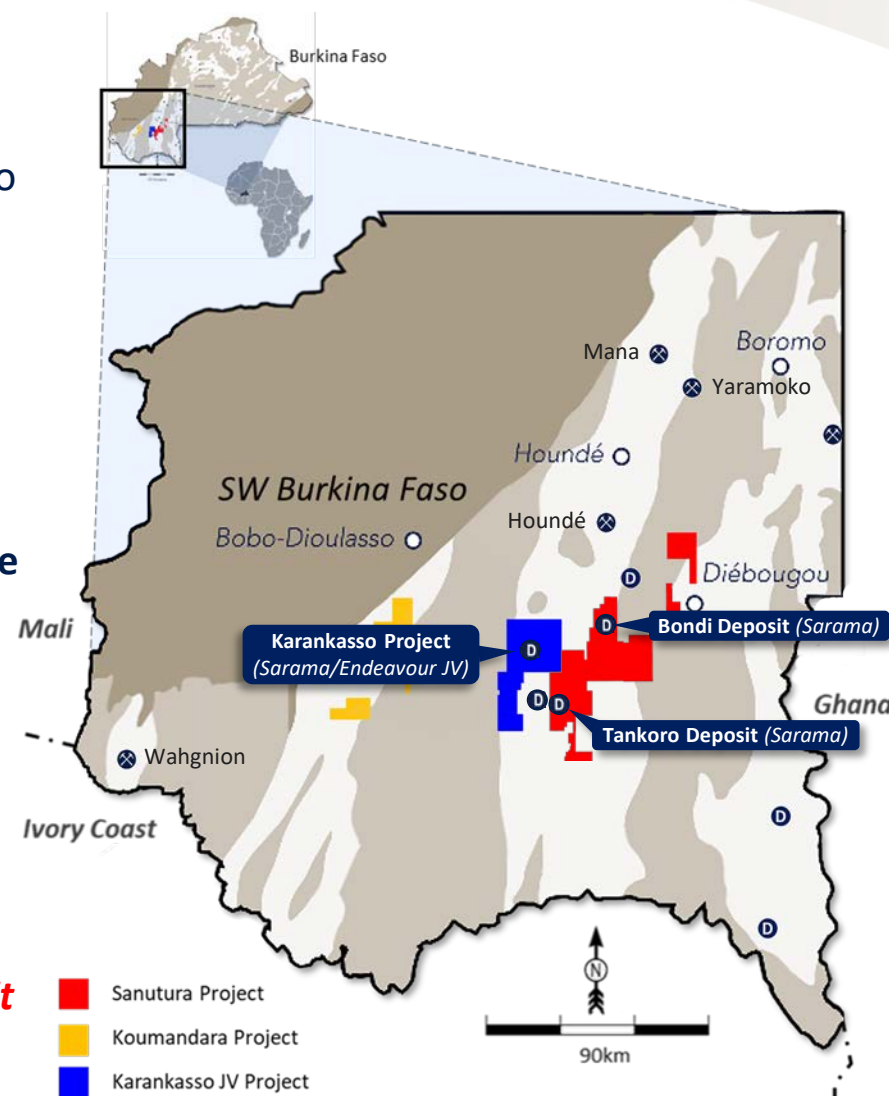 Burkina Faso
o
Mana
Boromo
Yaramoko
Houndé
SW Burkina Faso
Houndé
Bobo-Dioulasso
e
D
Diébougou
Mali
Karankasso Project
(Sarama/Endeavour JV)
D
D
Bondi Deposit (Sarama)
D
D
Ghana
Tankoro Deposit (Sarama)
Wahgnion
D
Ivory Coast
D
N
it
Sanutura Project
Koumandara Project
90km
Karankasso JV Project